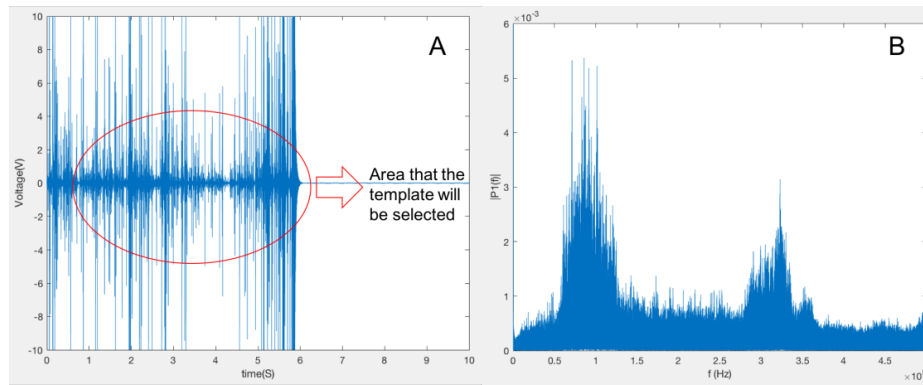 A
10
8
6
4
2
0
-2
-4
-6
-8
-10
Voltage(V)
0 1 2 3 4 5 6 7 8 9 10
time(S)
Area that the
template will
be selected
B
×10⁻³
6
5
4
3
2
1
0
|P1(f)|
0 0.5 1 1.5 2 2.5 3 3.5 4 4.5
f (Hz)